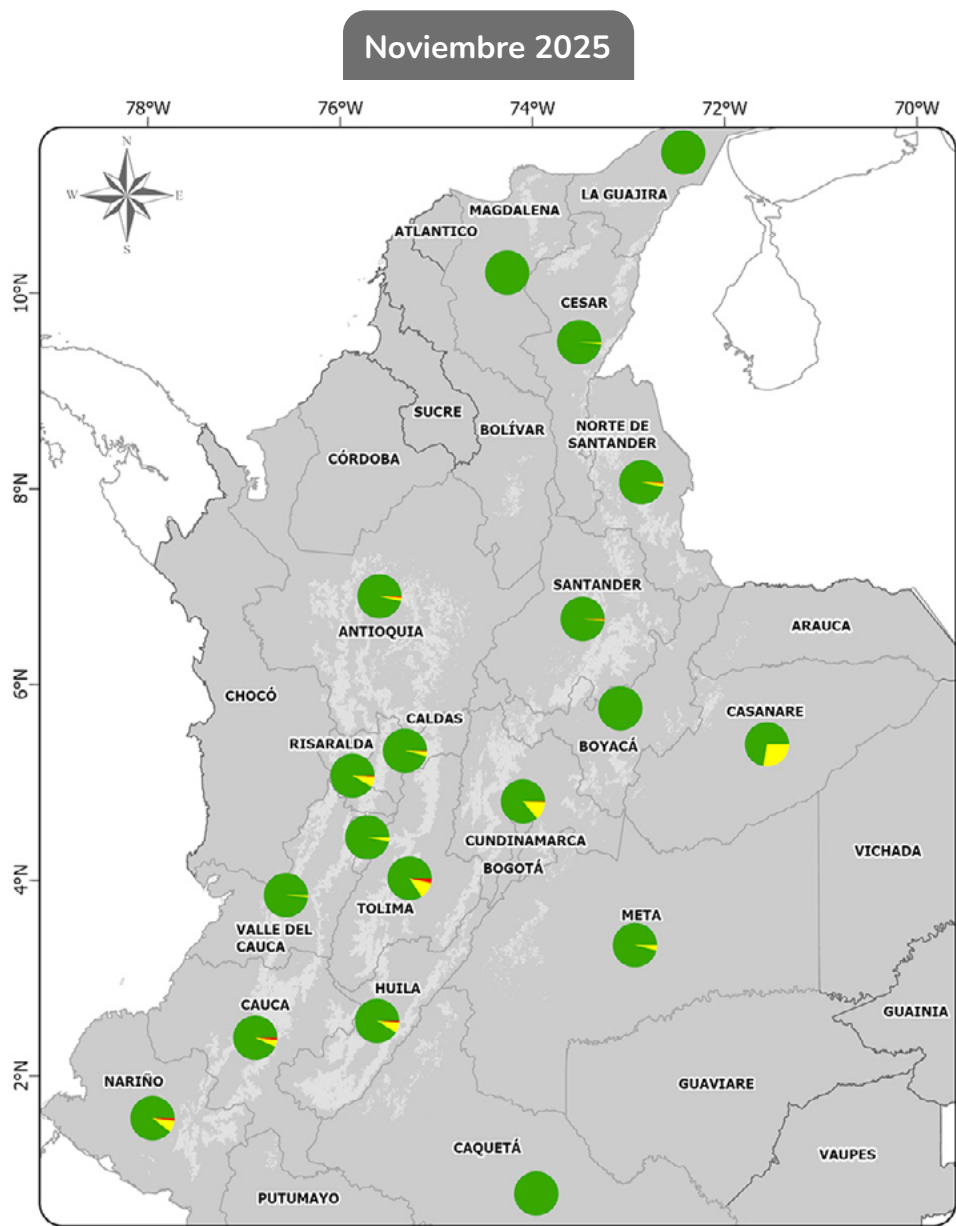 Noviembre 2025
78°W
76°W
74°W
72°W
70°W
N
W
E
S
10°N
8°N
6°N
4°N
2°N
LA GUAJIRA
MAGDALENA
ATLANTICO
CESAR
SUCRE
BOLÍVAR
NORTE DE
SANTANDER
CÓRDOBA
SANTANDER
ANTIOQUIA
ARAUCA
CHOCÓ
CALDAS
CASANARE
RISARALDA
BOYACÁ
CUNDINAMARCA
BOGOTÁ
VICHADA
TOLIMA
VALLE DEL
CAUCA
META
HUILA
CAUCA
GUAINIA
NARIÑO
GUAVIARE
CAQUETÁ
VAUPES
PUTUMAYO